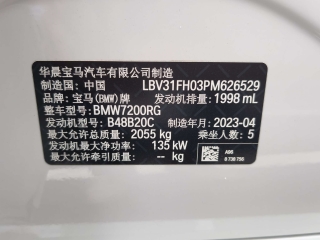 华晨宝马汽车有限公司制造
制造国: 中国 LBV31FH03PM626529
品牌: 宝马(BMW)牌 发动机排量: 1998 mL
整车型号: BMW7200RG
发动机型号: B48B20C 制造年月: 2023-04
最大允许总质量: 2055 kg 乘坐人数: 5
发动机最大净功率: 135 kW
最大允许牵引质量: -- kg
A96